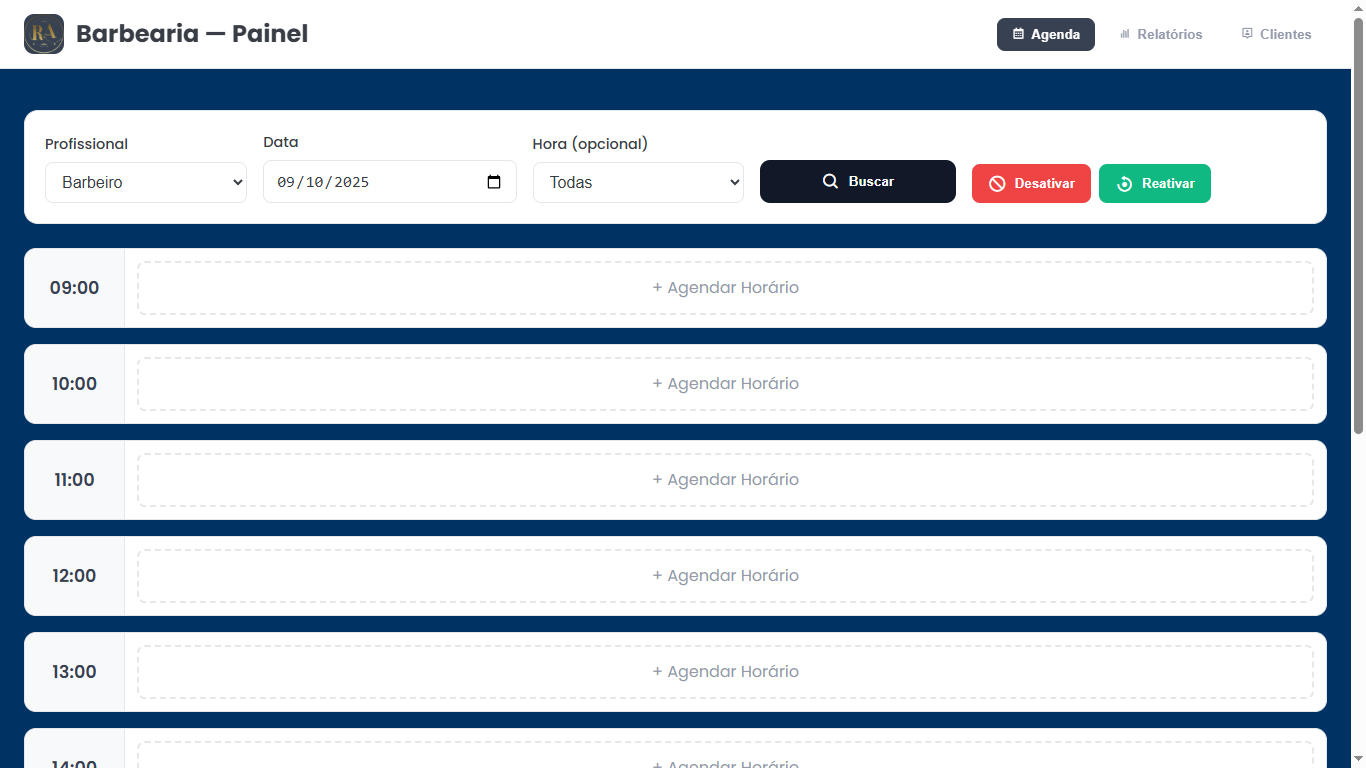 RA
Barbearia — Painel
Agenda
Relatórios
Clientes
Profissional
Data
Hora (opcional)
Barbeiro
09/10/2025
Todas
Buscar
Desativar
Reativar
09:00
+ Agendar Horário
10:00
+ Agendar Horário
11:00
+ Agendar Horário
12:00
+ Agendar Horário
13:00
+ Agendar Horário
14:00
+ Agendar Horário